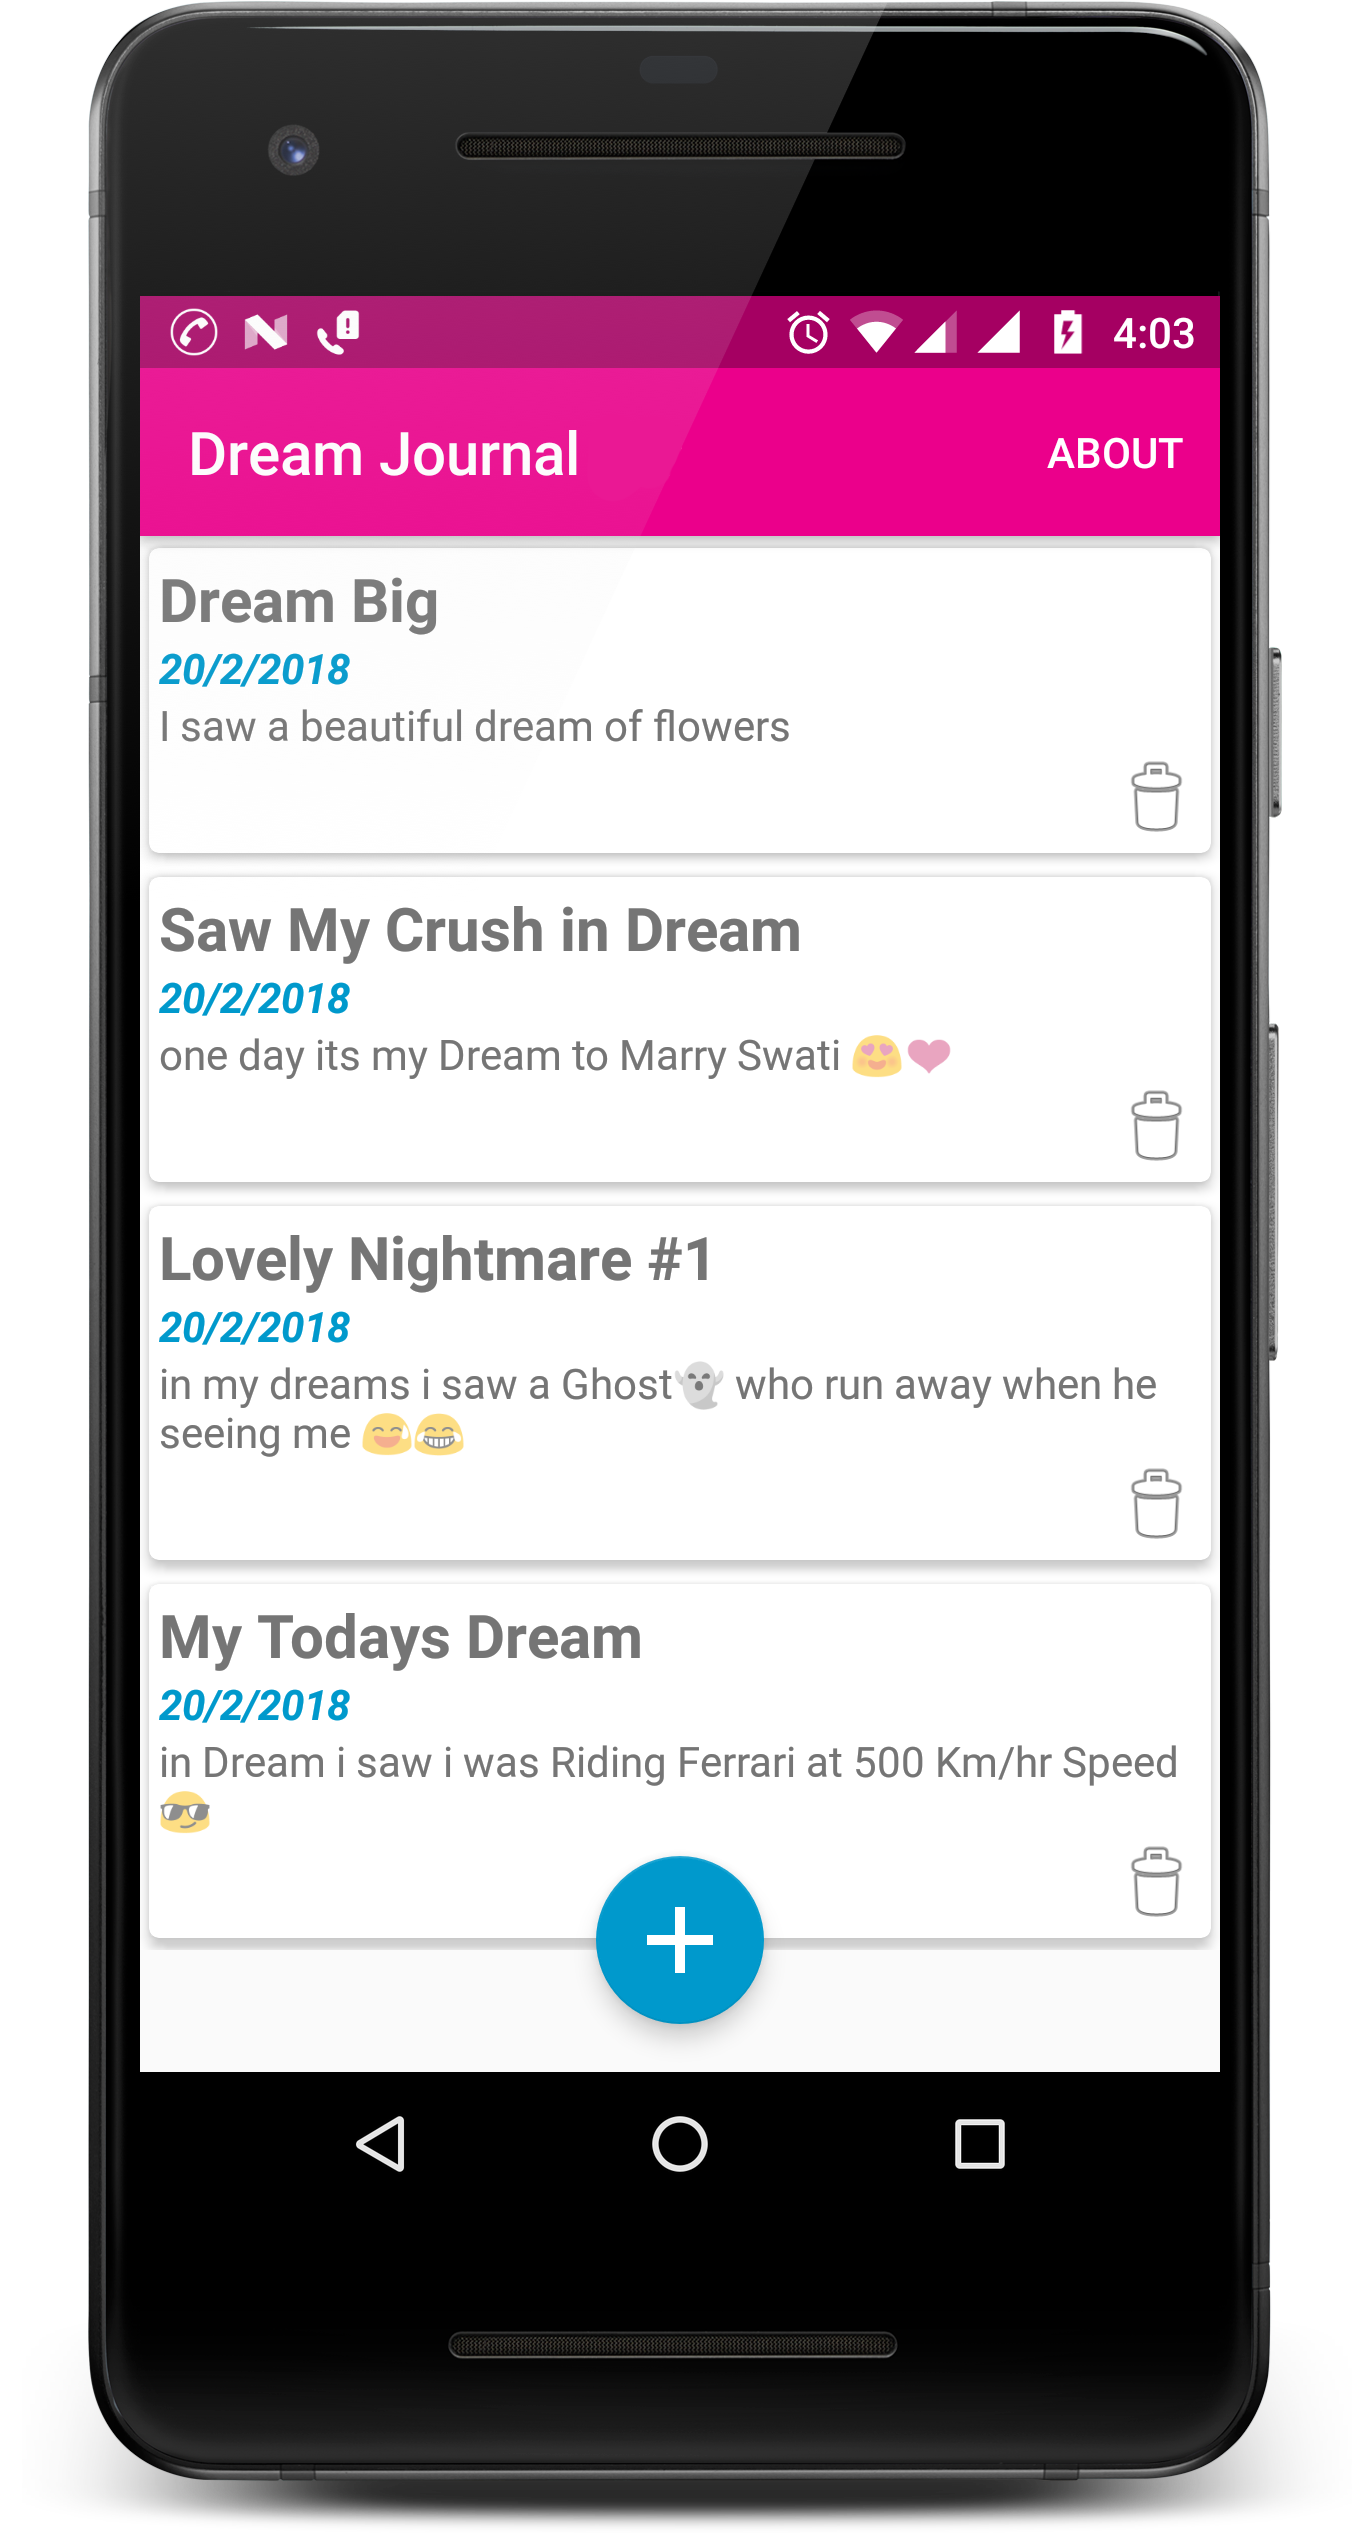 4:03
Dream Journal
ABOUT
Dream Big
20/2/2018
I saw a beautiful dream of flowers
Saw My Crush in Dream
20/2/2018
one day its my Dream to Marry Swati 😍❤
Lovely Nightmare #1
20/2/2018
in my dreams i saw a Ghost👻 who run away when he
seeing me 😅😂
My Todays Dream
20/2/2018
in Dream i saw i was Riding Ferrari at 500 Km/hr Speed
😎